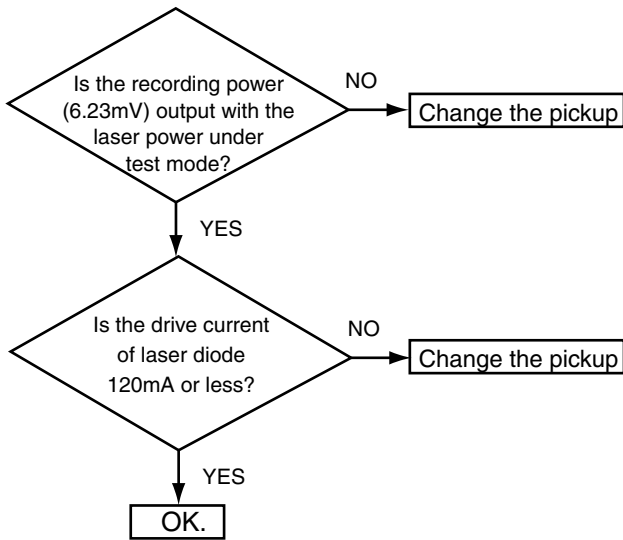 Is the recording power
(6.23mV) output with the
laser power under
test mode?
NO
Change the pickup
YES
Is the drive current
of laser diode
120mA or less?
NO
Change the pickup
YES
OK.